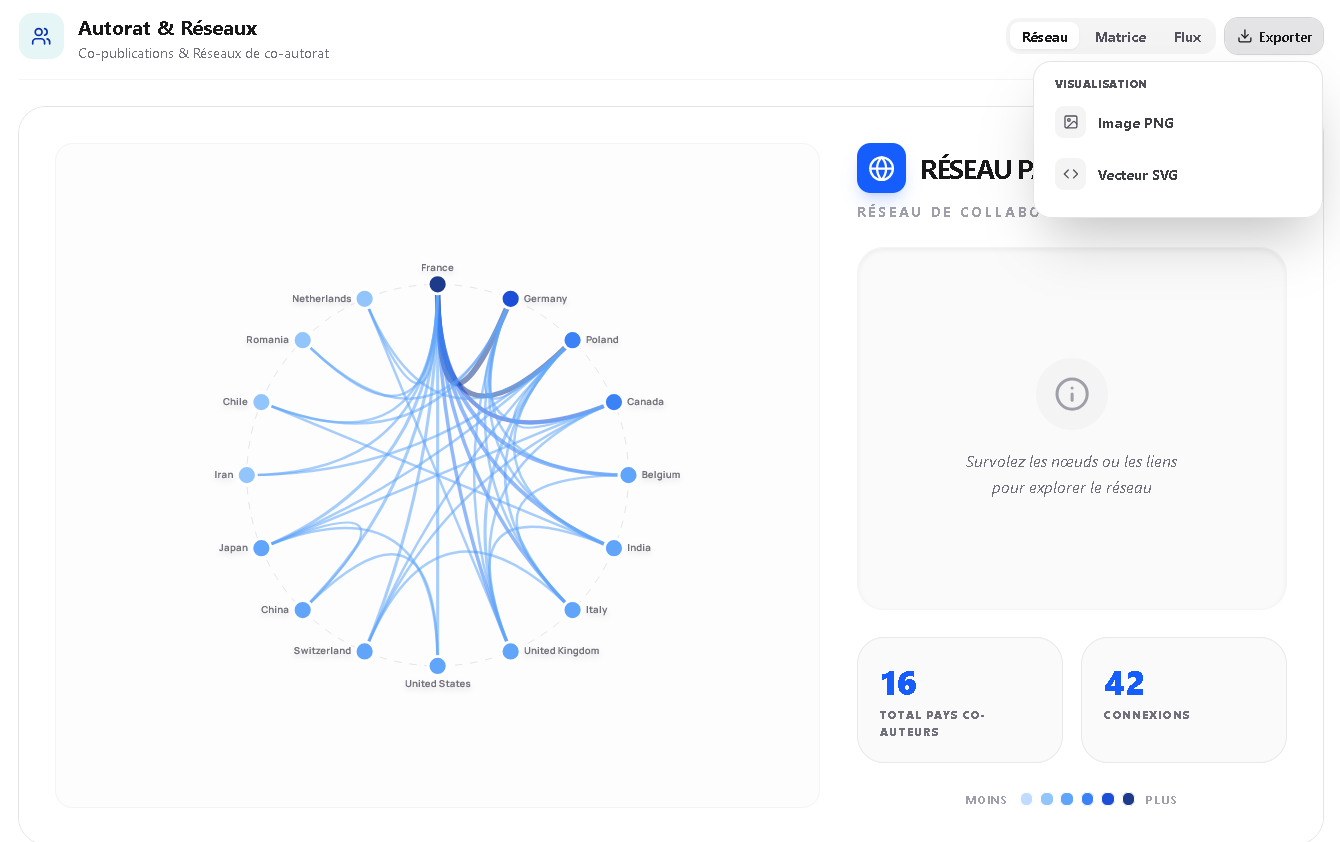 Autorat & Réseaux
Co-publications & Réseaux de co-autorat
Réseau
Matrice
Flux
Exporter
VISUALISATION
Image PNG
Vecteur SVG
RÉSEAU
RÉSEAU DE
France
Netherlands
Germany
Romania
Poland
Chile
Canada
Iran
Belgium
Japan
India
China
Italy
Switzerland
United Kingdom
United States
Survolez les nœuds ou les liens
pour explorer le réseau
16
TOTAL PAYS CO-
AUTEURS
42
CONNEXIONS
MOINS
PLUS